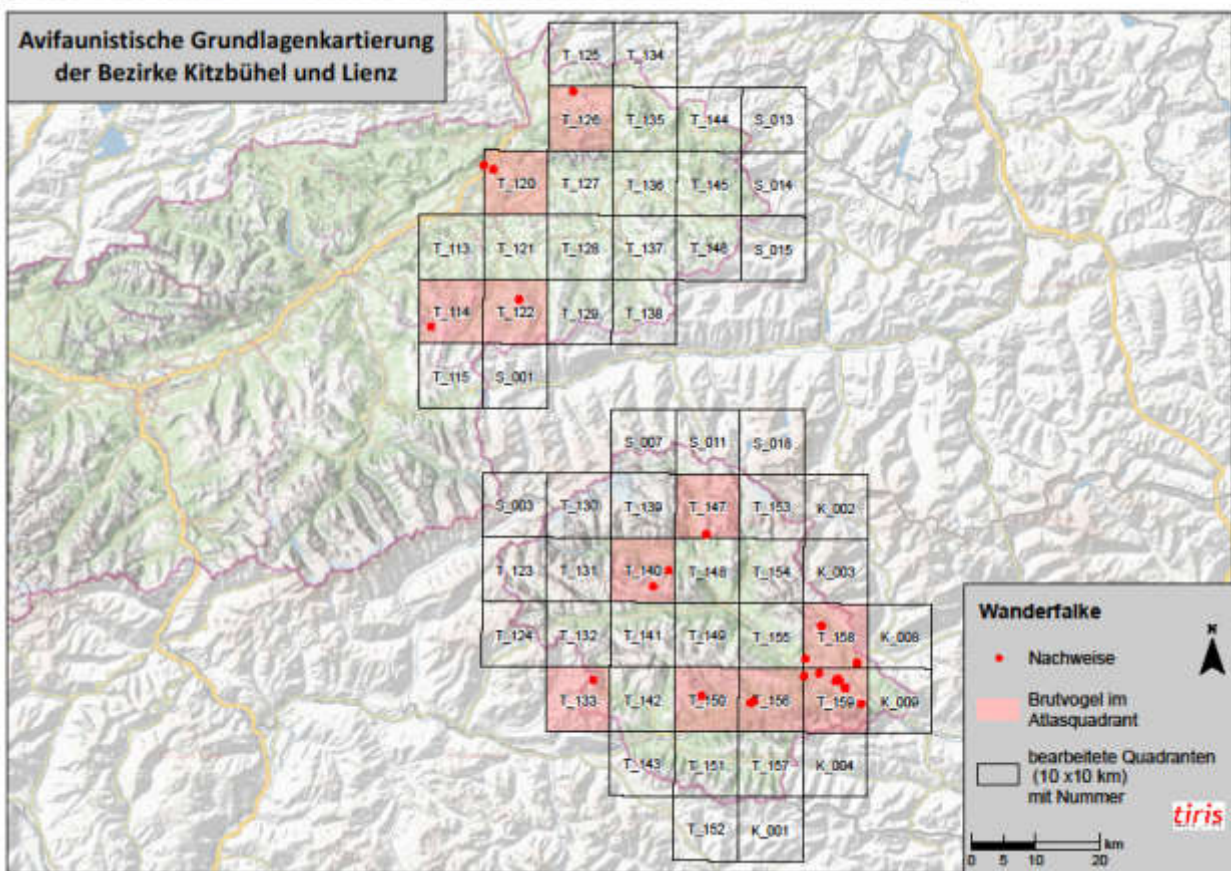 Avifaunistische Grundlagenkartierung
der Bezirke Kitzbühel und Lienz
T_125 T_134
T_126 T_135 T_144 S_013
T_120 T_127 T_136 T_145 S_014
T_113 T_121 T_128 T_137 T_146 S_015
T_114 T_122 T_129 T_138
T_115 S_001
S_007 S_011 S_016
S_003 T_130 T_139 T_147 T_153 K_002
T_123 T_131 T_140 T_148 T_154 K_003
T_124 T_132 T_141 T_149 T_155 T_158 K_008
T_133 T_142 T_150 T_156 T_159 K_009
T_143 T_151 T_157 K_004
T_152 K_001
Wanderfalke
N
Nachweise
Brutvogel im
Atlasquadrant
bearbeitete Quadranten
(10 x10 km)
mit Nummer
tiris
km
0 5 10 20